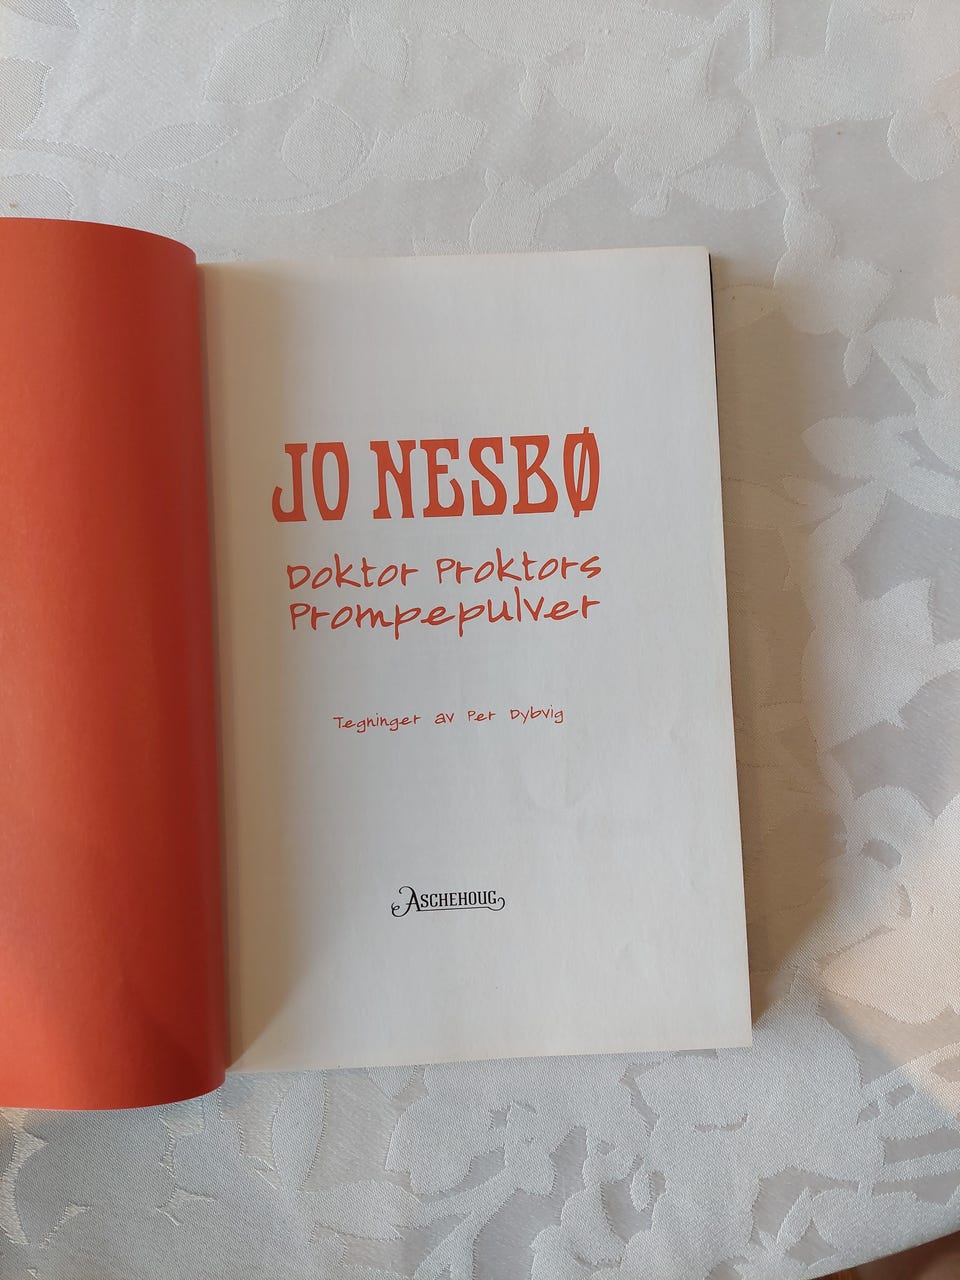 JO NESBØ
Doktor Proktors
Prompepulver
Tegninger av Per Dybvig
ASCHEHOUG